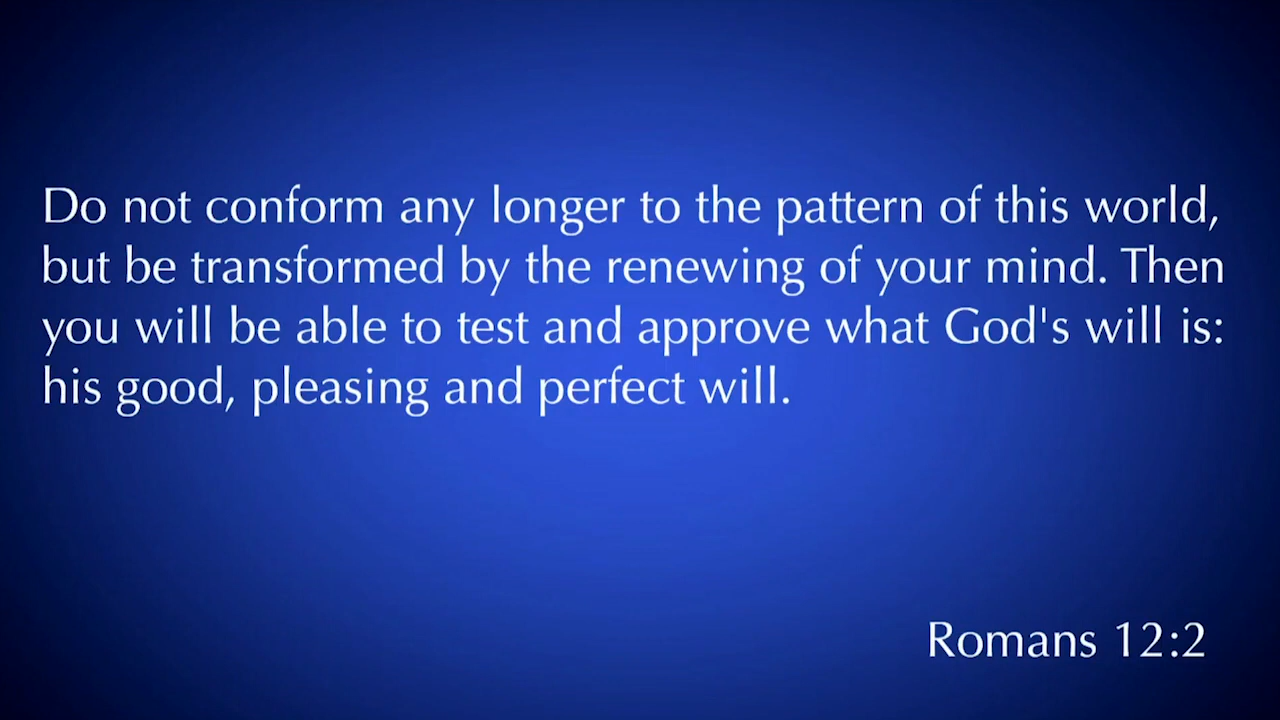 Do not conform any longer to the pattern of this world,
but be transformed by the renewing of your mind. Then
you will be able to test and approve what God's will is:
his good, pleasing and perfect will.
Romans 12:2